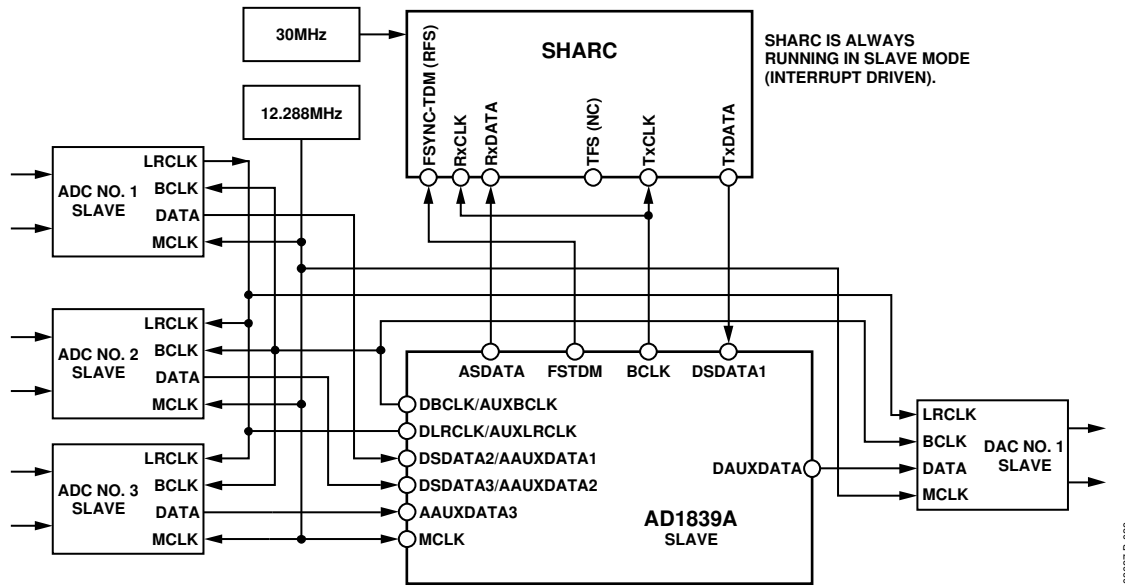 30MHz
12.288MHz
SHARC
FSYNC-TDM (RFS)
RxCLK
RxDATA
TFS (NC)
TxCLK
TxDATA
SHARC IS ALWAYS
RUNNING IN SLAVE MODE
(INTERRUPT DRIVEN).
ADC NO. 1
SLAVE
LRCLK
BCLK
DATA
MCLK
ADC NO. 2
SLAVE
LRCLK
BCLK
DATA
MCLK
ADC NO. 3
SLAVE
LRCLK
BCLK
DATA
MCLK
ASDATA
FSTDM
BCLK
DSDATA1
DBCLK/AUXBCLK
DLRCLK/AUXLRCLK
DSDATA2/AAUXDATA1
DSDATA3/AAUXDATA2
AAUXDATA3
MCLK
DAUXDATA
AD1839A
SLAVE
LRCLK
BCLK
DATA
MCLK
DAC NO. 1
SLAVE